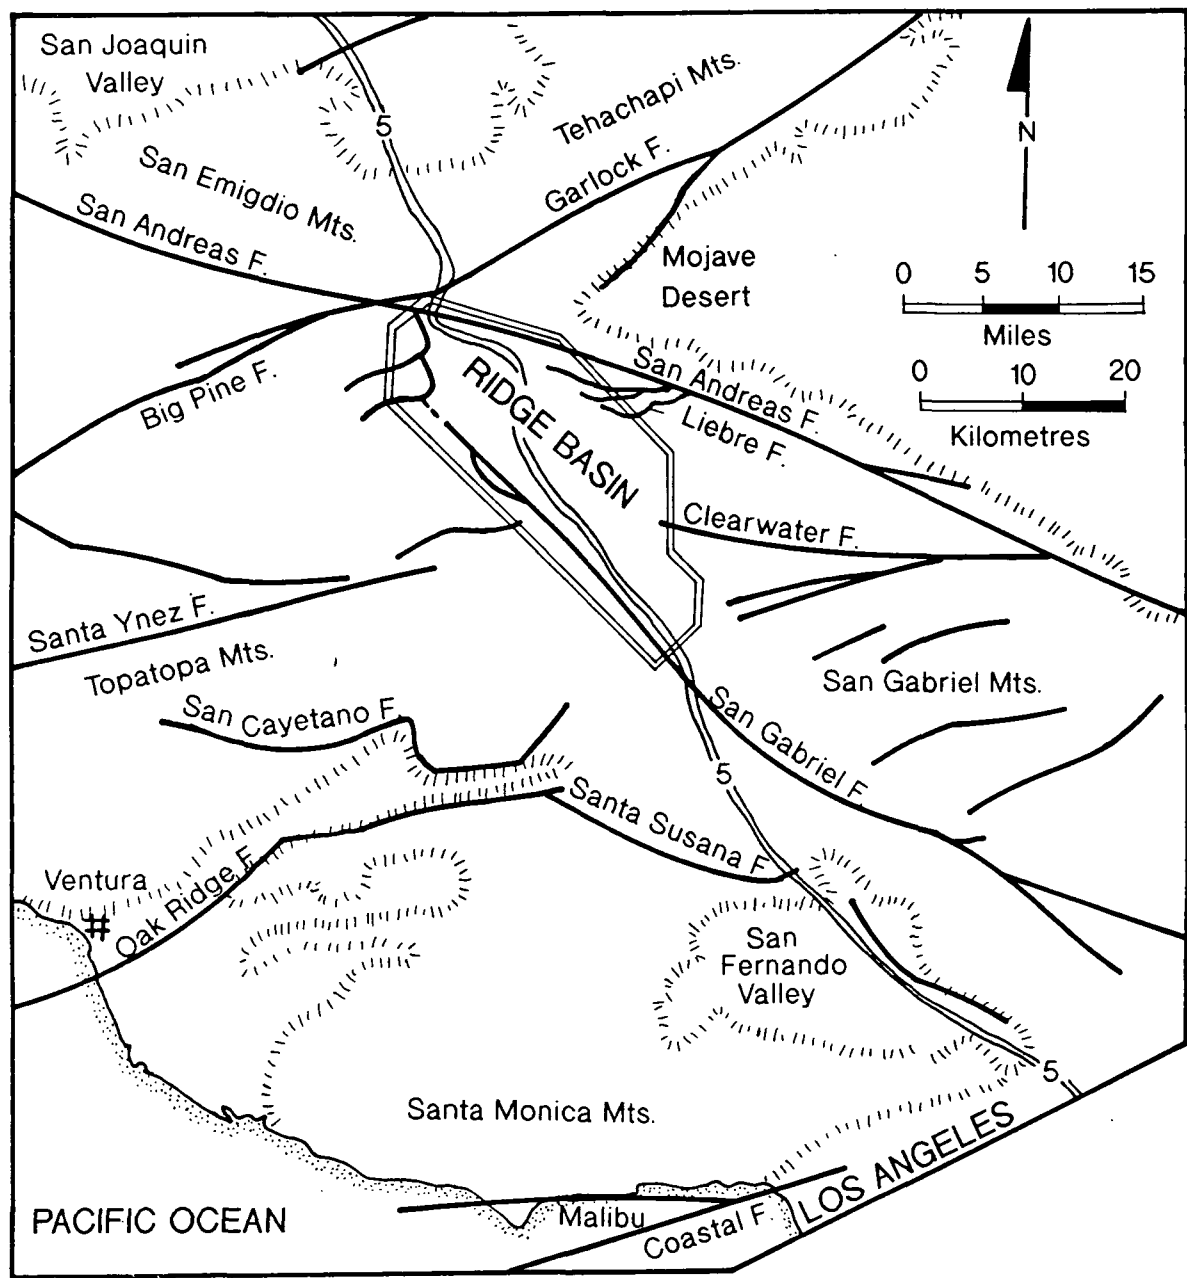 San Joaquin
Valley
5
Tehachapi Mts.
N
San Emigdio Mts.
Garlock F.
San Andreas F.
Mojave
Desert
0 5 10 15
Miles
0 10 20
Kilometres
San Andreas F.
Big Pine F.
RIDGE BASIN
Liebre F.
Clearwater F.
Santa Ynez F.
Topatopa Mts.
San Gabriel Mts.
San Cayetano F.
San Gabriel F.
5
Santa Susana F.
Ventura
Oak Ridge F.
San
Fernando
Valley
5
Santa Monica Mts.
LOS ANGELES
PACIFIC OCEAN
Malibu
Coastal F.